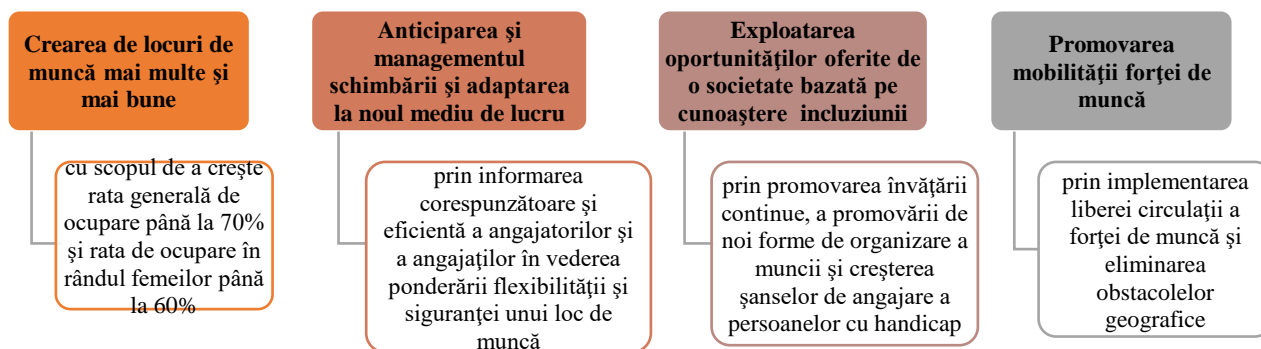 Crearea de locuri de
muncă mai multe şi
mai bune
cu scopul de a creşte
rata generală de
ocupare până la 70%
şi rata de ocupare în
rândul femeilor până
la 60%
Anticiparea şi
managementul
schimbării şi adaptarea
la noul mediu de lucru
prin informarea
corespunzătoare şi
eficientă a angajatorilor şi
a angajaţilor în vederea
ponderării flexibilităţii şi
siguranţei unui loc de
muncă
Exploatarea
oportunităţilor oferite de
o societate bazată pe
cunoaştere incluziunii
prin promovarea învăţării
continue, a promovării de
noi forme de organizare a
muncii şi creşterea
şanselor de angajare a
persoanelor cu handicap
Promovarea
mobilităţii forţei de
muncă
prin implementarea
liberei circulaţii a
forţei de muncă şi
eliminarea
obstacolelor
geografice